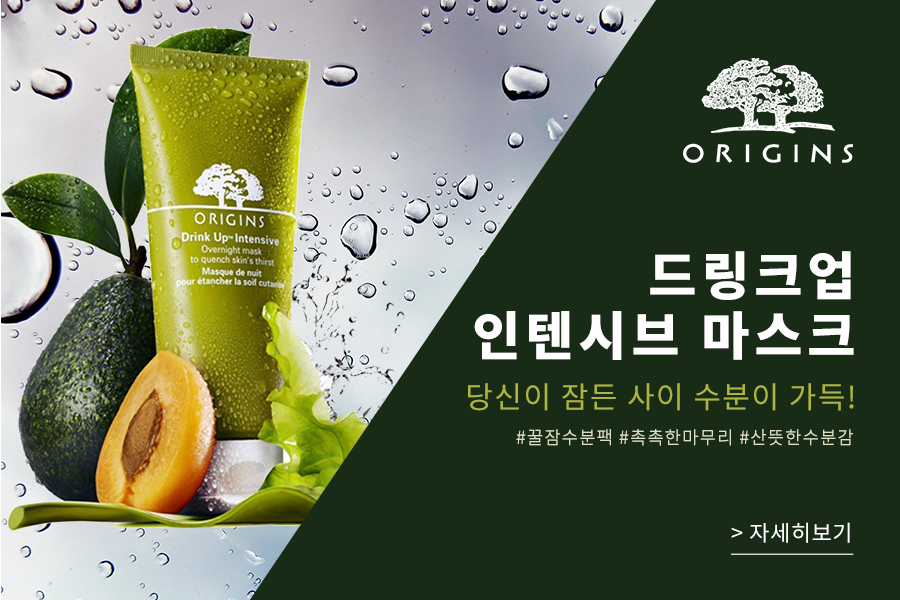 ORIGINS
Drink Up™ Intensive
Overnight mask
to quench skin's thirst
Masque de nuit
pour étancher la soif cutanée
ORIGINS
드링크업
인텐시브 마스크
당신이 잠든 사이 수분이 가득!
#꿀잠수분팩 #촉촉한마무리 #산뜻한수분감
> 자세히보기